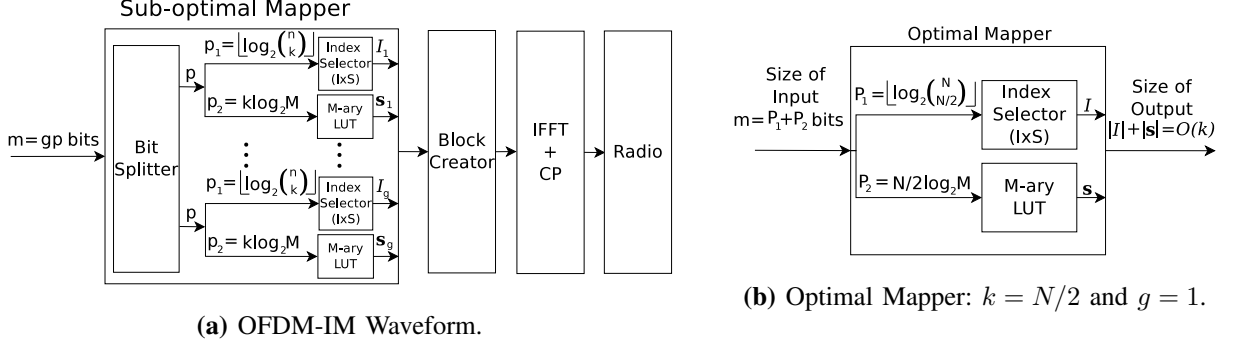 Sub-optimal Mapper
m=gp bits
Bit
Splitter
p
p₁=⌊log₂(n k)⌋
Index
Selector
(IxS)
I₁
p₂=klog₂M
M-ary
LUT
s₁
p
p₁=⌊log₂(n k)⌋
Index
Selector
(IxS)
I_g
p₂=klog₂M
M-ary
LUT
s_g
Block
Creator
IFFT
+
CP
Radio
(a) OFDM-IM Waveform.
Optimal Mapper
Size of
Input
m=P₁+P₂ bits
P₁=⌊log₂(N N/2)⌋
Index
Selector
(IxS)
I
P₂=N/2log₂M
M-ary
LUT
s
Size of
Output
|I|+|s|=O(k)
(b) Optimal Mapper: k = N/2 and g = 1.